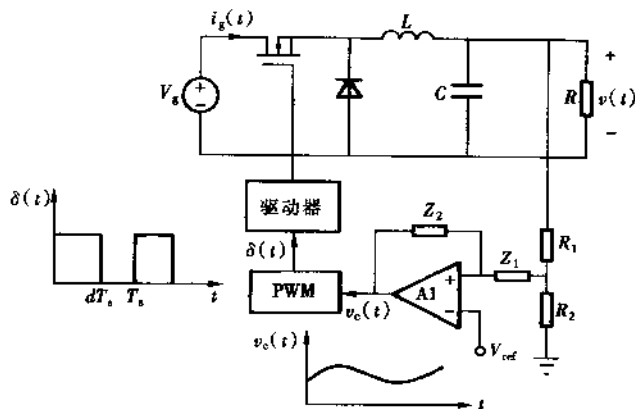 i_g(t)
L
V_g
+
−
C
R
+
v(t)
−
驱动器
δ(t)
δ(t)
dT_s
T_s
t
PWM
v_c(t)
Z_2
A1
+
−
Z_1
R_1
R_2
V_ref
v_c(t)
t